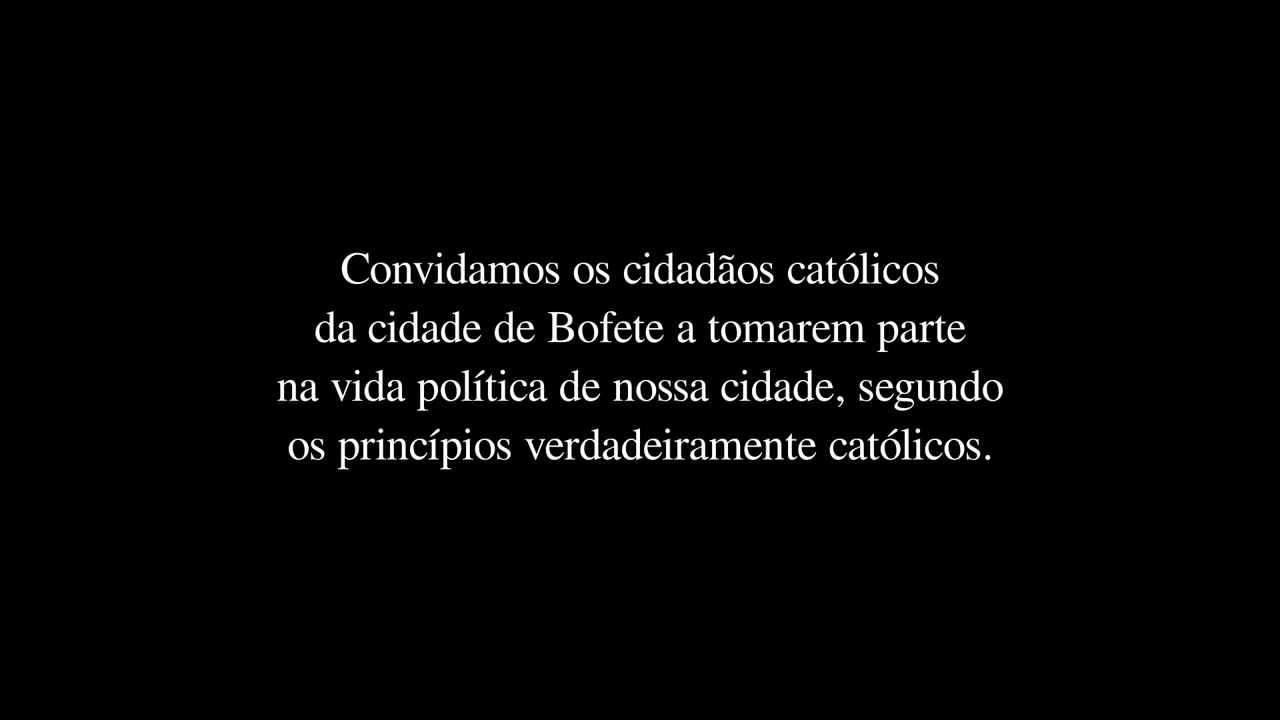 Convidamos os cidadãos católicos
da cidade de Bofete a tomarem parte
na vida política de nossa cidade, segundo
os princípios verdadeiramente católicos.